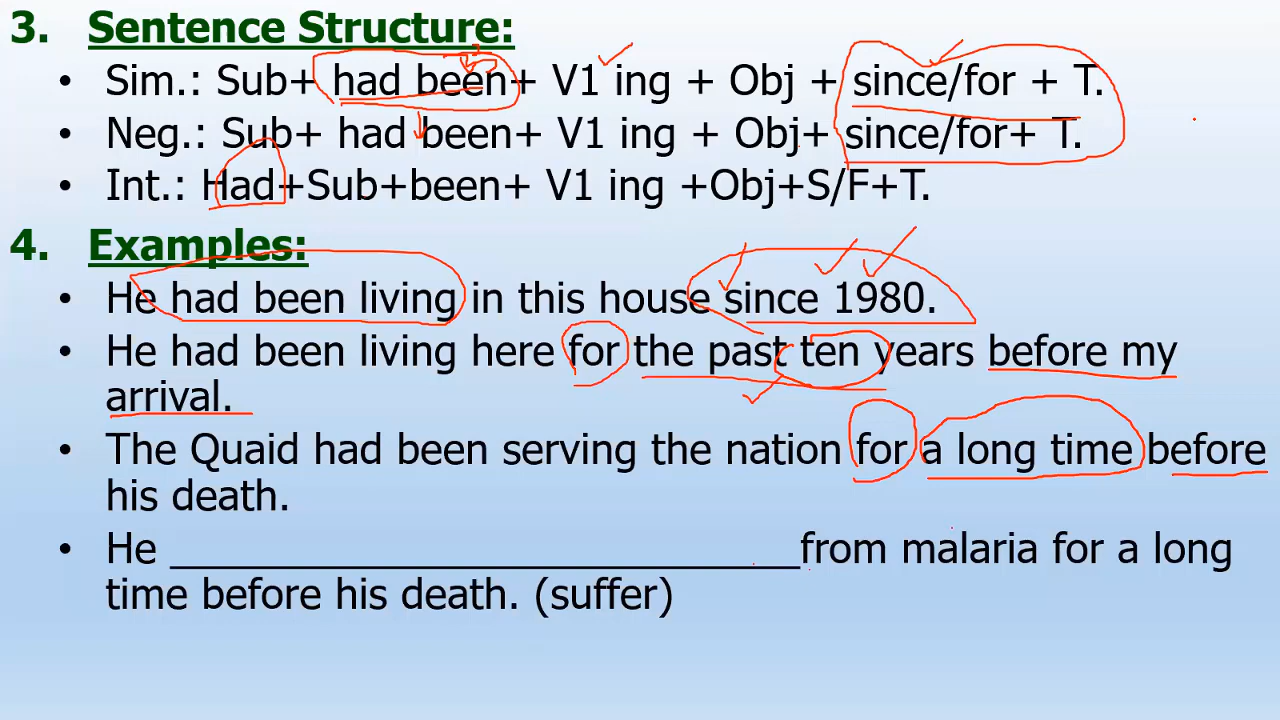 3. Sentence Structure:
• Sim.: Sub+ had been+ V1 ing + Obj + since/for + T.
• Neg.: Sub+ had been+ V1 ing + Obj+ since/for+ T.
• Int.: Had+Sub+been+ V1 ing +Obj+S/F+T.
4. Examples:
• He had been living in this house since 1980.
• He had been living here for the past ten years before my
arrival.
• The Quaid had been serving the nation for a long time before
his death.
• He ____________________________from malaria for a long
time before his death. (suffer)